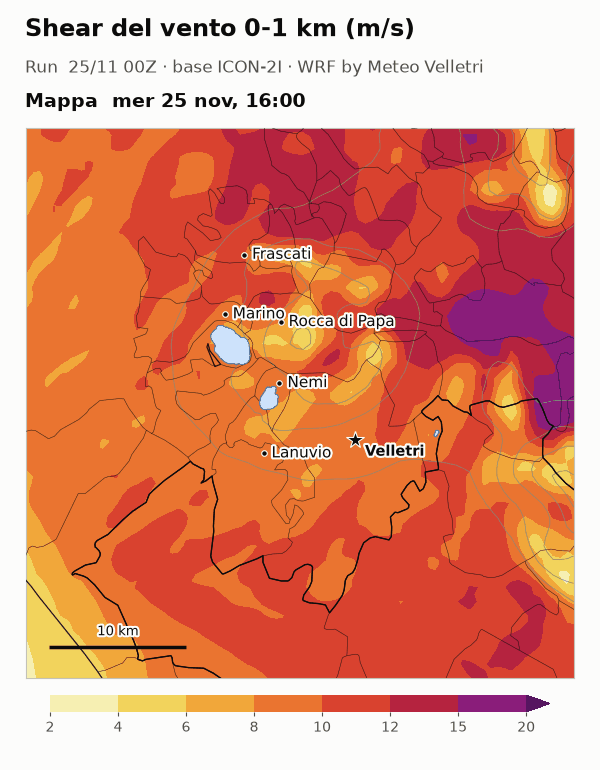 Shear del vento 0-1 km (m/s)
Run  25/11 00Z · base ICON-2I · WRF by Meteo Velletri
Mappa  mer 25 nov, 16:00
Frascati
Marino
Rocca di Papa
Nemi
Velletri
Lanuvio
10 km
2 4 6 8 10 12 15 20